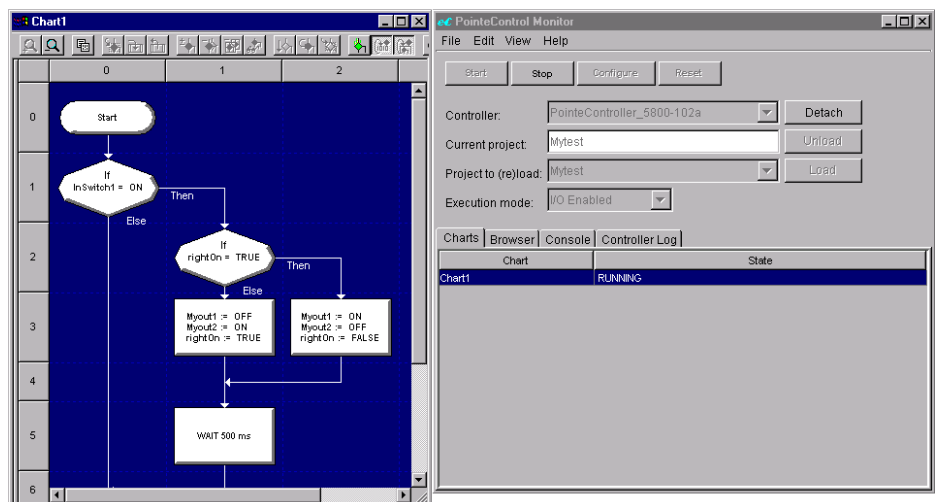 Chart1
0 1 2
0
Start
1
If
InSwitch1 = ON
Then
Else
2
If
rightOn = TRUE
Then
Else
3
Myout1 := OFF
Myout2 := ON
rightOn := TRUE
Myout1 := ON
Myout2 := OFF
rightOn := FALSE
4
5
WAIT 500 ms
6
eC PointeControl Monitor
File Edit View Help
Start Stop Configure Reset
Controller: PointeController_5800-102a Detach
Current project: Mytest Unload
Project to (re)load: Mytest Load
Execution mode: I/O Enabled
Charts Browser Console Controller Log
Chart State
Chart1 RUNNING